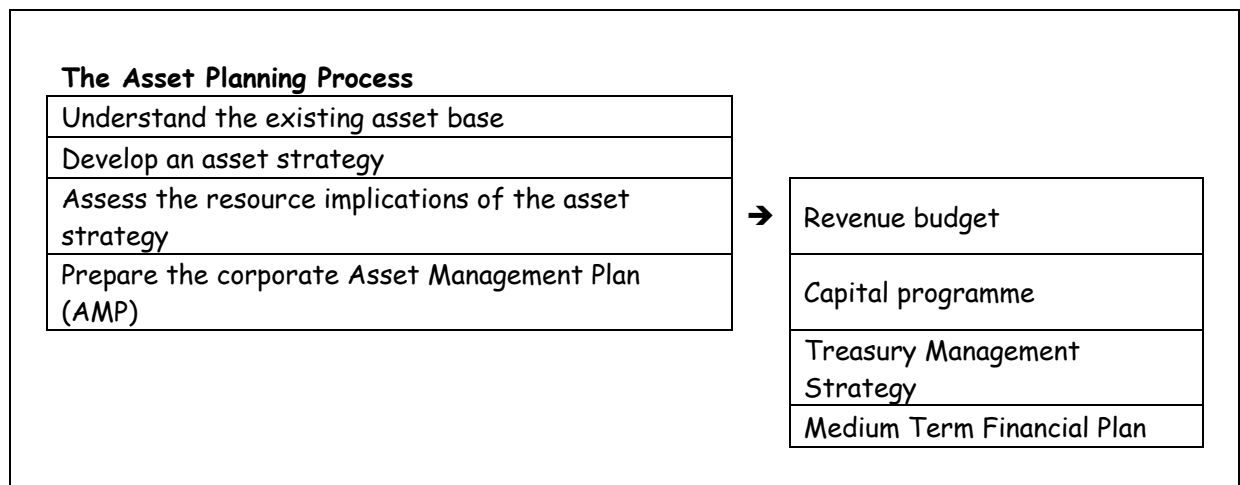 The Asset Planning Process
Understand the existing asset base
Develop an asset strategy
Assess the resource implications of the asset
strategy
Prepare the corporate Asset Management Plan
(AMP)
➔
Revenue budget
Capital programme
Treasury Management
Strategy
Medium Term Financial Plan